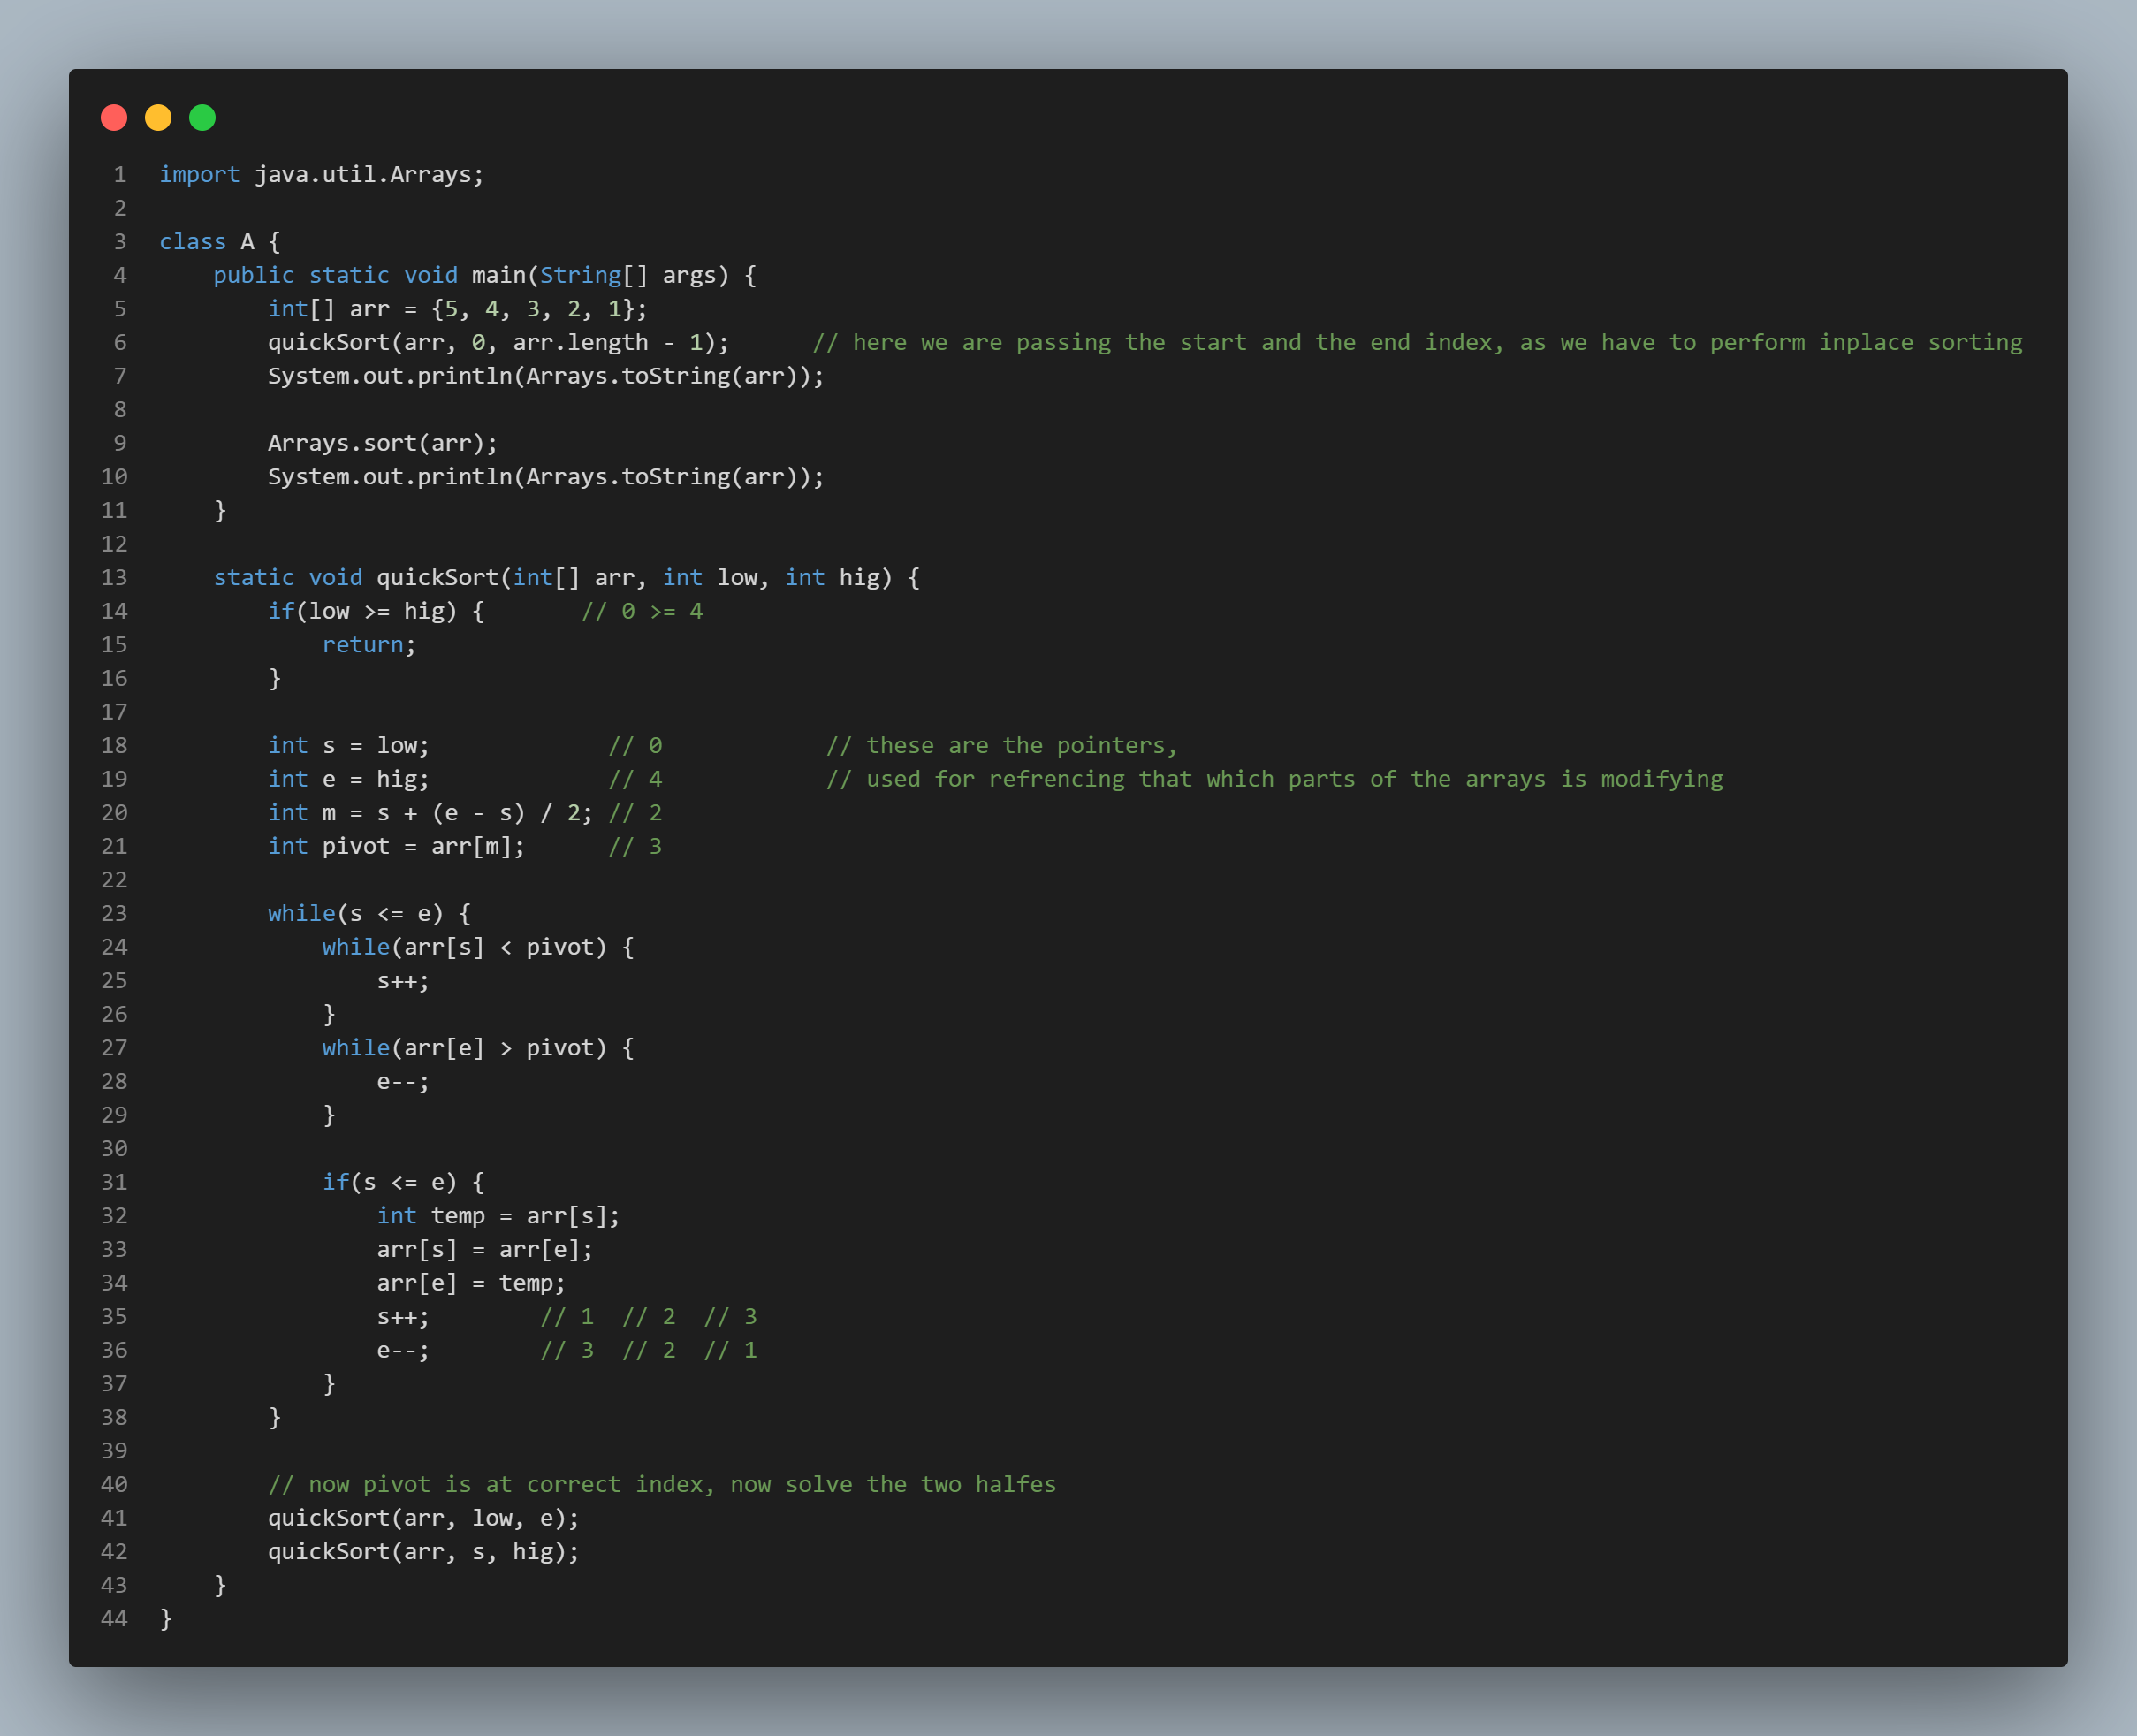 1 import java.util.Arrays;
2
3 class A {
4     public static void main(String[] args) {
5         int[] arr = {5, 4, 3, 2, 1};
6         quickSort(arr, 0, arr.length - 1);      // here we are passing the start and the end index, as we have to perform inplace sorting
7         System.out.println(Arrays.toString(arr));
8
9         Arrays.sort(arr);
10         System.out.println(Arrays.toString(arr));
11     }
12
13     static void quickSort(int[] arr, int low, int hig) {
14         if(low >= hig) {       // 0 >= 4
15             return;
16         }
17
18         int s = low;             // 0            // these are the pointers,
19         int e = hig;             // 4            // used for refrencing that which parts of the arrays is modifying
20         int m = s + (e - s) / 2; // 2
21         int pivot = arr[m];      // 3
22
23         while(s <= e) {
24             while(arr[s] < pivot) {
25                 s++;
26             }
27             while(arr[e] > pivot) {
28                 e--;
29             }
30
31             if(s <= e) {
32                 int temp = arr[s];
33                 arr[s] = arr[e];
34                 arr[e] = temp;
35                 s++;        // 1  // 2  // 3
36                 e--;        // 3  // 2  // 1
37             }
38         }
39
40         // now pivot is at correct index, now solve the two halfes
41         quickSort(arr, low, e);
42         quickSort(arr, s, hig);
43     }
44 }